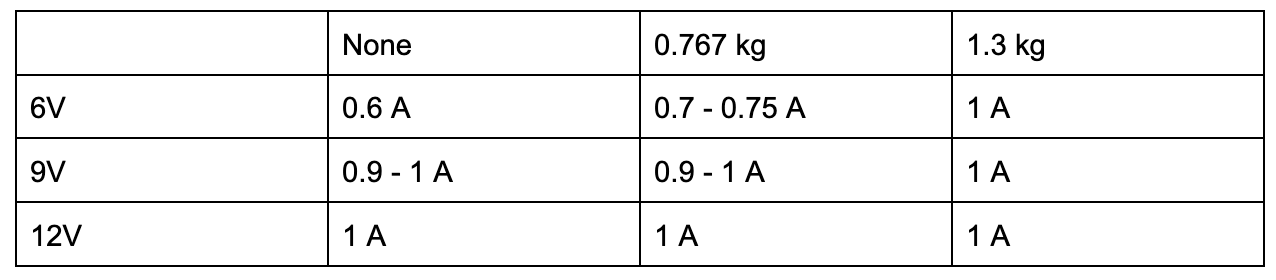 None 0.767 kg 1.3 kg
6V 0.6 A 0.7 - 0.75 A 1 A
9V 0.9 - 1 A 0.9 - 1 A 1 A
12V 1 A 1 A 1 A